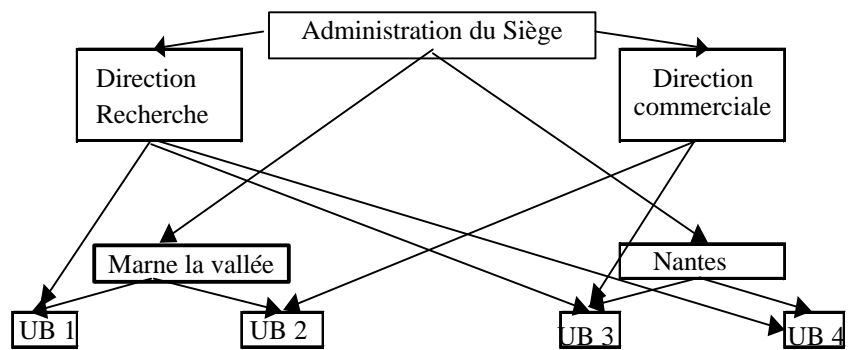 Administration du Siège
Direction
Recherche
Direction
commerciale
Marne la vallée
Nantes
UB 1
UB 2
UB 3
UB 4